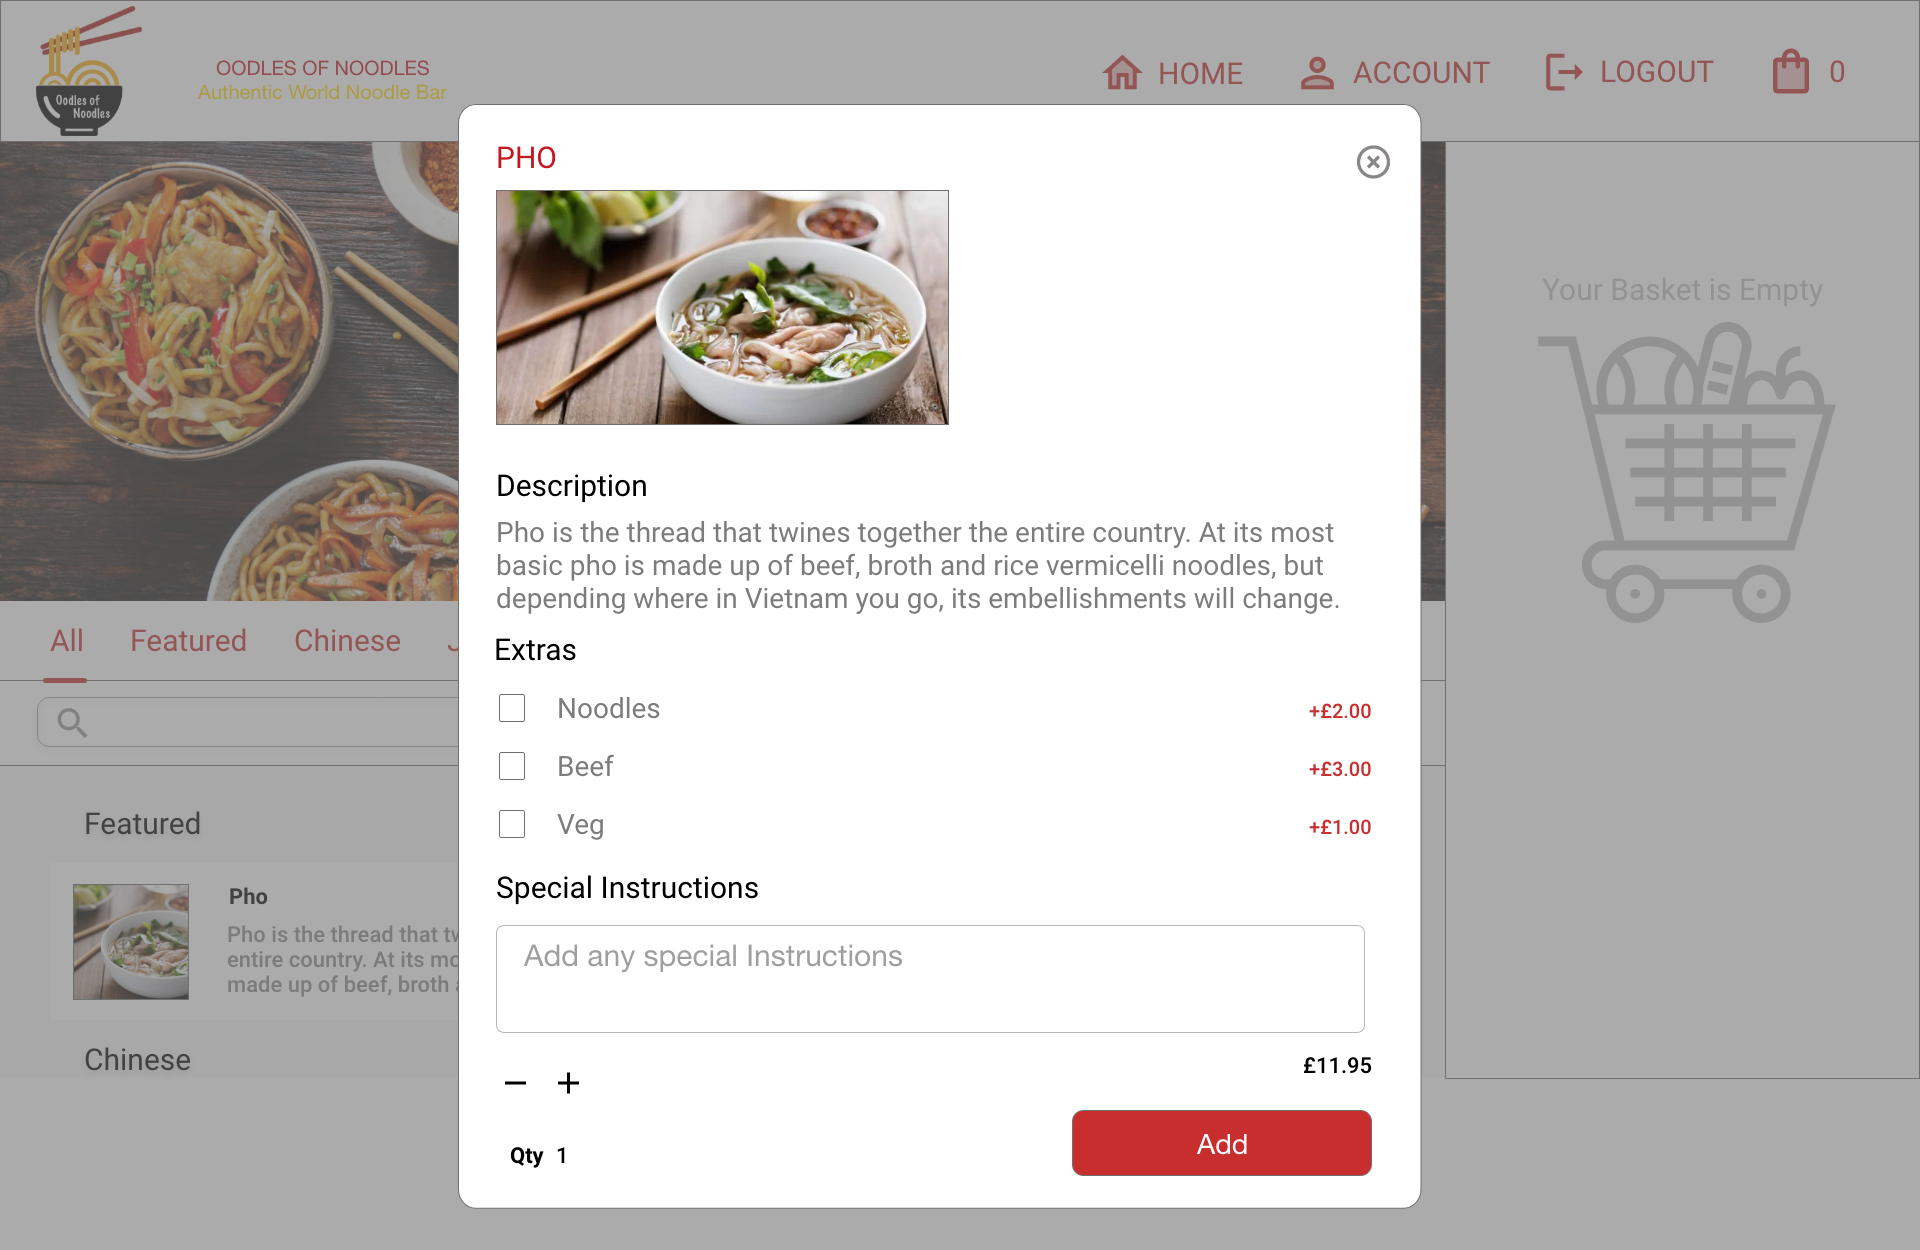 Oodles of
Noodles
OODLES OF NOODLES
Authentic World Noodle Bar
HOME
ACCOUNT
LOGOUT
0
PHO
Your Basket is Empty
Description
Pho is the thread that twines together the entire country. At its most
basic pho is made up of beef, broth and rice vermicelli noodles, but
depending where in Vietnam you go, its embellishments will change.
All
Featured
Chinese
Extras
Noodles
+£2.00
Beef
+£3.00
Veg
+£1.00
Featured
Pho
Pho is the thread that
entire country. At its
made up of beef, broth
Chinese
Special Instructions
Add any special Instructions
£11.95
Qty 1
Add